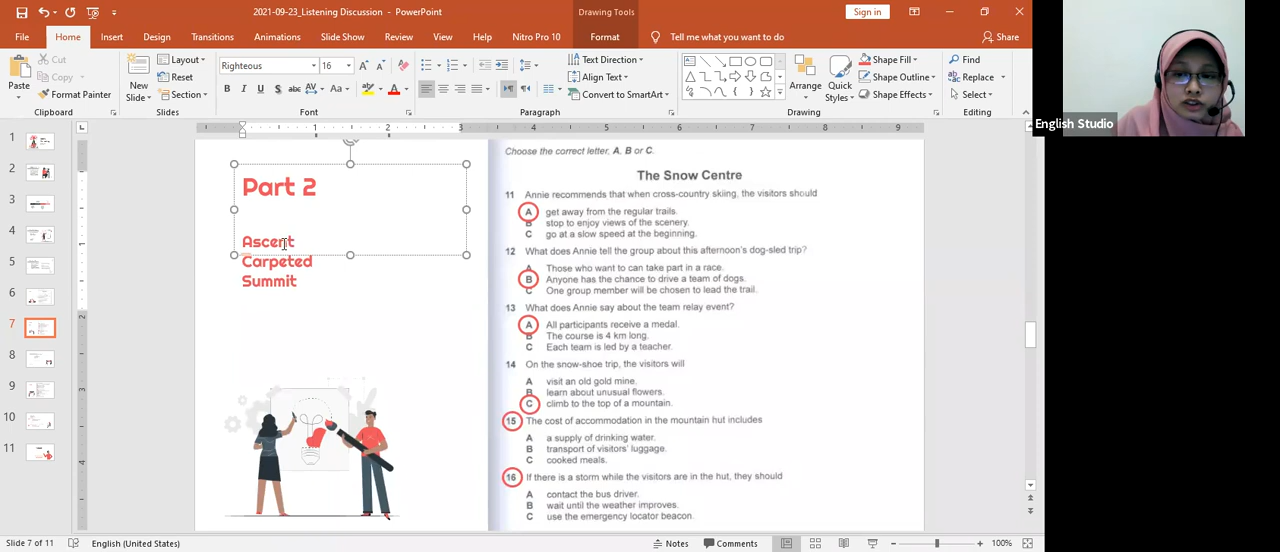 2021-09-23_Listening Discussion - PowerPoint
Drawing Tools
Sign in
File
Home
Insert
Design
Transitions
Animations
Slide Show
Review
View
Help
Nitro Pro 10
Format
Tell me what you want to do
Share
Paste
Cut
Copy
Format Painter
Clipboard
New
Slide
Layout
Reset
Section
Slides
Righteous
16
Font
Text Direction
Align Text
Convert to SmartArt
Paragraph
Arrange
Quick
Styles
Shape Fill
Shape Outline
Shape Effects
Drawing
Find
Replace
Select
Editing
English Studio
1
2
3
4
5
6
7
8
9
10
11
Part 2
Ascent
Carpeted
Summit
Choose the correct letter, A, B or C.
The Snow Centre
11 Annie recommends that when cross-country skiing, the visitors should
A get away from the regular trails.
B stop to enjoy views of the scenery.
C go at a slow speed at the beginning.
12 What does Annie tell the group about this afternoon's dog-sled trip?
A Those who want to can take part in a race.
B Anyone has the chance to drive a team of dogs.
C One group member will be chosen to lead the trail.
13 What does Annie say about the team relay event?
A All participants receive a medal.
B The course is 4 km long.
C Each team is led by a teacher.
14 On the snow-shoe trip, the visitors will
A visit an old gold mine.
B learn about unusual flowers.
C climb to the top of a mountain.
15 The cost of accommodation in the mountain hut includes
A a supply of drinking water.
B transport of visitors' luggage.
C cooked meals.
16 If there is a storm while the visitors are in the hut, they should
A contact the bus driver.
B wait until the weather improves.
C use the emergency locator beacon.
Slide 7 of 11
English (United States)
Notes
Comments
100%